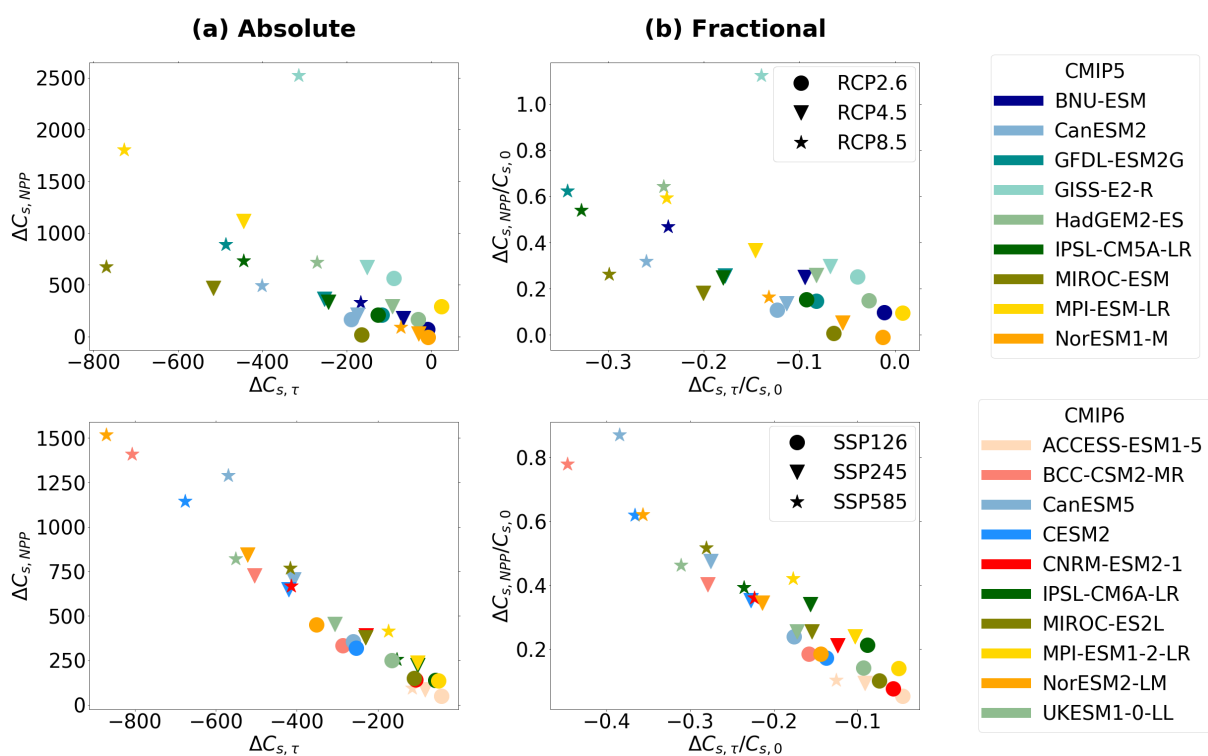 (a) Absolute
(b) Fractional
2500
2000
1500
1000
500
0
ΔC_{s,NPP}
−800
−600
−400
−200
0
ΔC_{s,τ}
1.0
0.8
0.6
0.4
0.2
0.0
ΔC_{s,NPP}/C_{s,0}
−0.3
−0.2
−0.1
0.0
ΔC_{s,τ}/C_{s,0}
RCP2.6
RCP4.5
RCP8.5
CMIP5
BNU-ESM
CanESM2
GFDL-ESM2G
GISS-E2-R
HadGEM2-ES
IPSL-CM5A-LR
MIROC-ESM
MPI-ESM-LR
NorESM1-M
1500
1250
1000
750
500
250
0
ΔC_{s,NPP}
−800
−600
−400
−200
ΔC_{s,τ}
0.8
0.6
0.4
0.2
ΔC_{s,NPP}/C_{s,0}
−0.4
−0.3
−0.2
−0.1
ΔC_{s,τ}/C_{s,0}
SSP126
SSP245
SSP585
CMIP6
ACCESS-ESM1-5
BCC-CSM2-MR
CanESM5
CESM2
CNRM-ESM2-1
IPSL-CM6A-LR
MIROC-ES2L
MPI-ESM1-2-LR
NorESM2-LM
UKESM1-0-LL